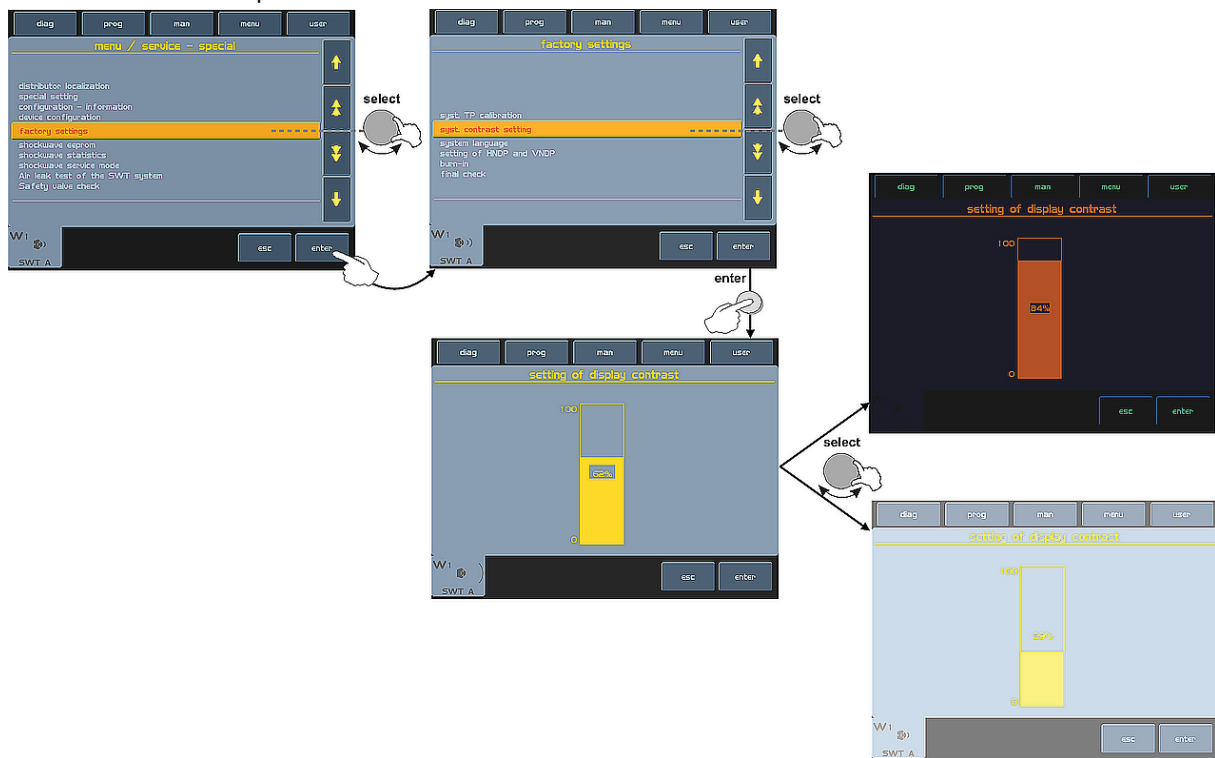 diag prog man menu user
menu / service - special
distributor localization
special setting
configuration - information
device configuration
factory settings
shockwave eeprom
shockwave statistics
shockwave service mode
Air leak test of the SWT system
Safety valve check
W1
SWT A
esc enter
select
diag prog man menu user
factory settings
syst. TP calibration
syst. contrast setting
system language
setting of HNDP and VNDP
burn-in
final check
W1
SWT A
esc enter
select
enter
diag prog man menu user
setting of display contrast
100
62%
0
W1
SWT A
esc enter
select
diag prog man menu user
setting of display contrast
100
84%
0
esc enter
diag prog man menu user
setting of display contrast
100
39%
0
W1
SWT A
esc enter